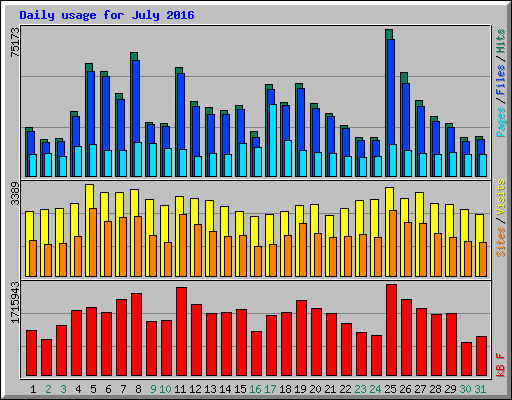 Daily usage for July 2016
75173
Pages / Files / Hits
3389
Sites / Visits
1715943
kB F
1 2 3 4 5 6 7 8 9 10 11 12 13 14 15 16 17 18 19 20 21 22 23 24 25 26 27 28 29 30 31